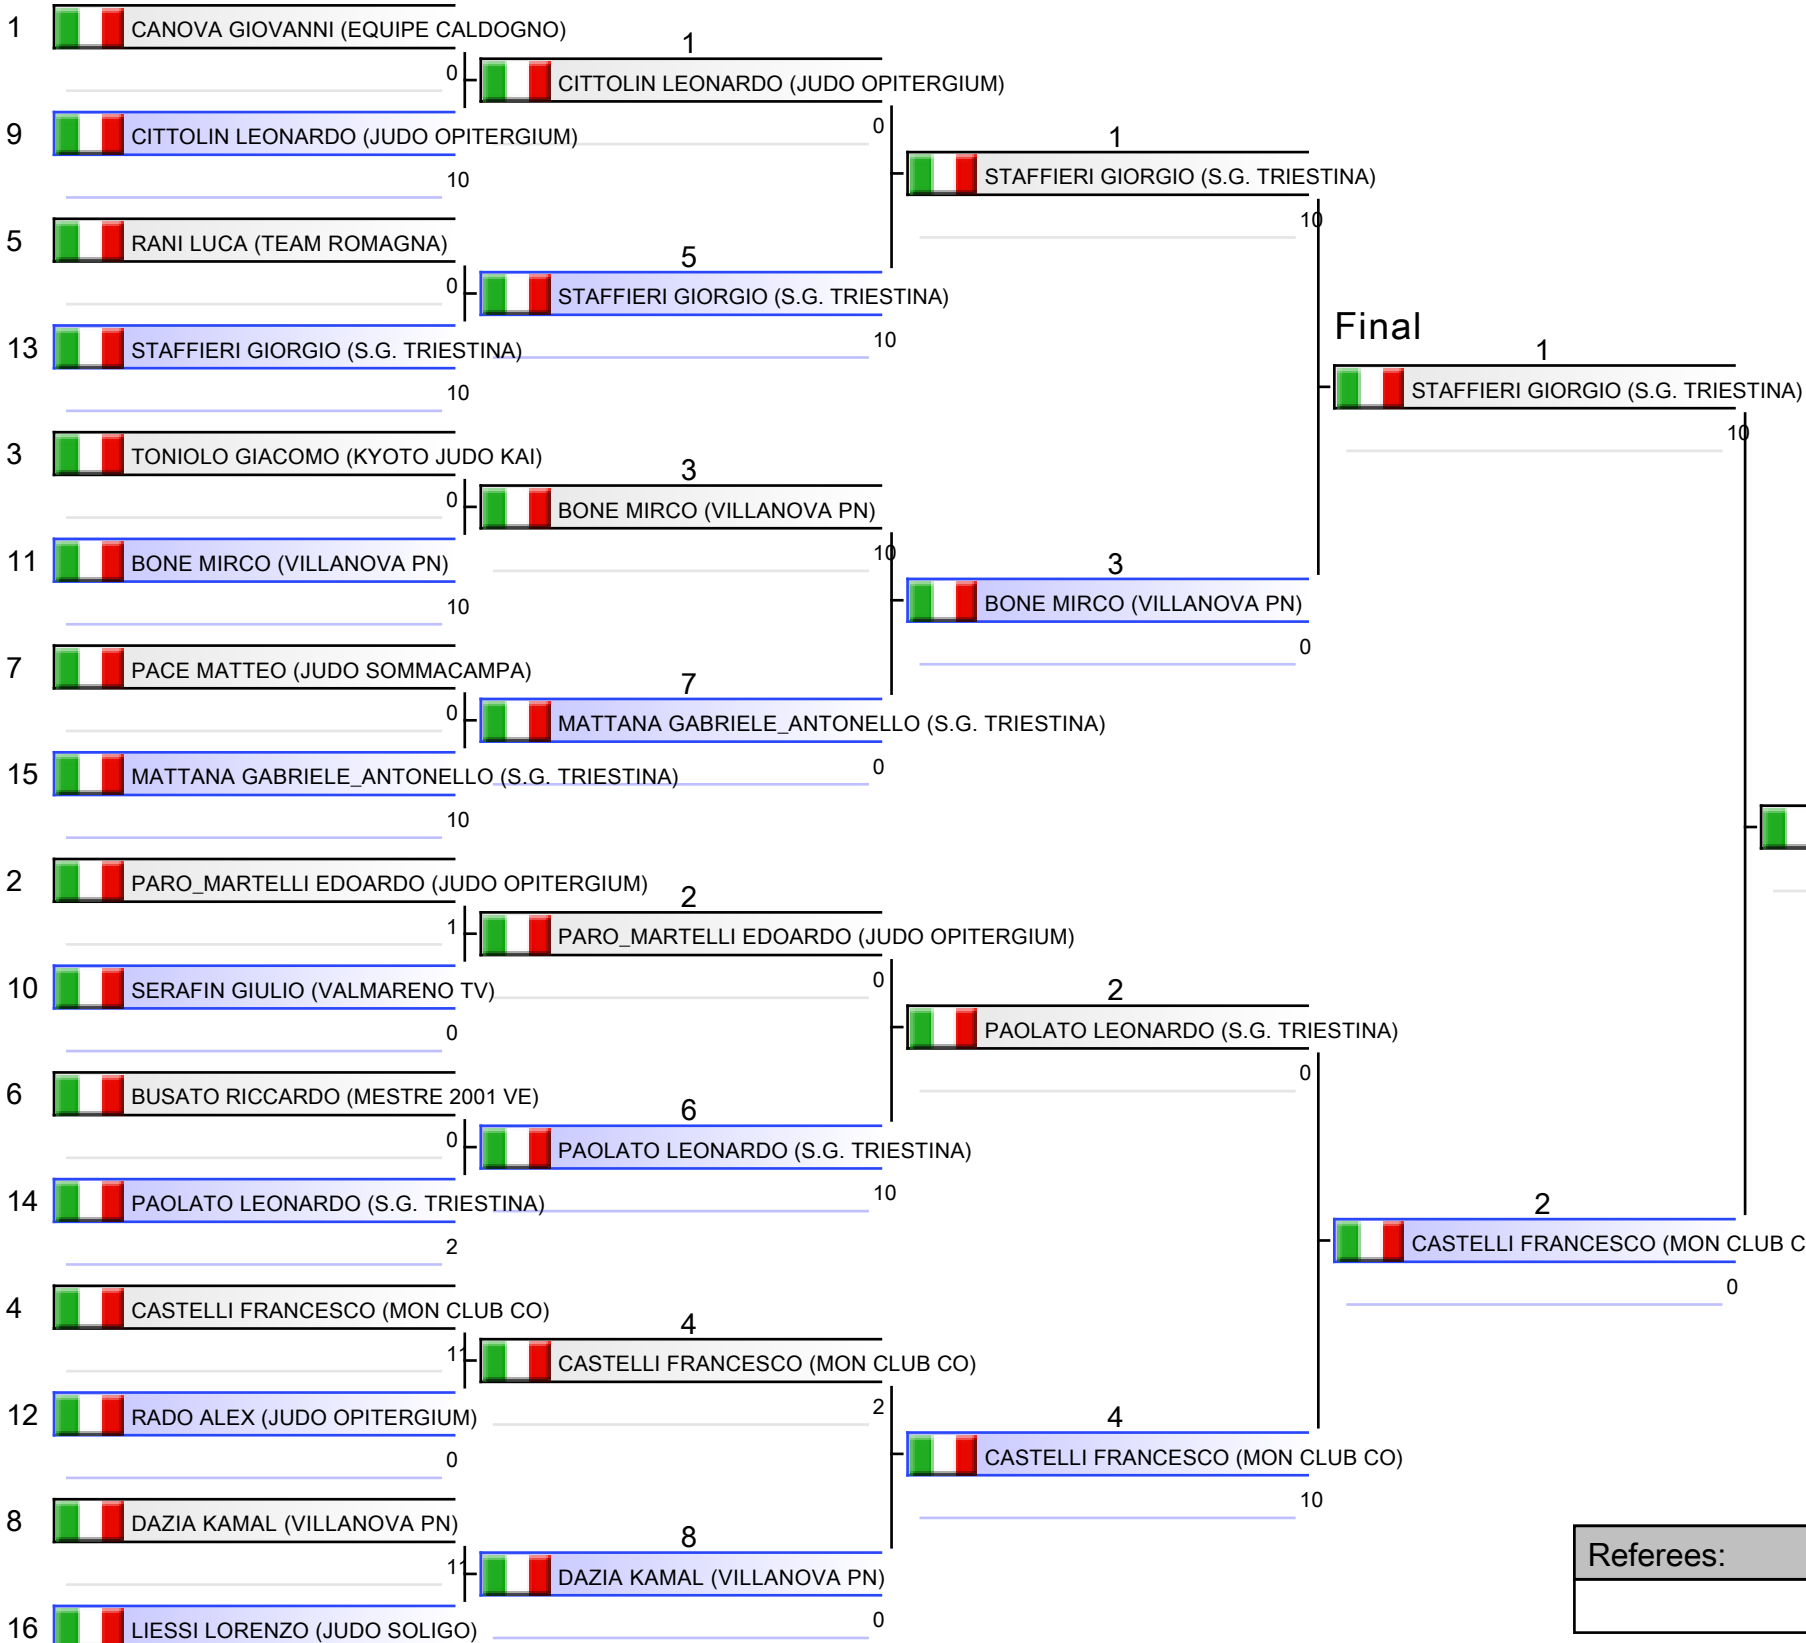 1 CANOVA GIOVANNI (EQUIPE CALDOGNO)
0
9 CITTOLIN LEONARDO (JUDO OPITERGIUM)
10
5 RANI LUCA (TEAM ROMAGNA)
0
13 STAFFIERI GIORGIO (S.G. TRIESTINA)
10
3 TONIOLO GIACOMO (KYOTO JUDO KAI)
0
11 BONE MIRCO (VILLANOVA PN)
10
7 PACE MATTEO (JUDO SOMMACAMPA)
0
15 MATTANA GABRIELE_ANTONELLO (S.G. TRIESTINA)
10
2 PARO_MARTELLI EDOARDO (JUDO OPITERGIUM)
1
10 SERAFIN GIULIO (VALMARENO TV)
0
6 BUSATO RICCARDO (MESTRE 2001 VE)
0
14 PAOLATO LEONARDO (S.G. TRIESTINA)
2
4 CASTELLI FRANCESCO (MON CLUB CO)
11
12 RADO ALEX (JUDO OPITERGIUM)
0
8 DAZIA KAMAL (VILLANOVA PN)
11
16 LIESSI LORENZO (JUDO SOLIGO)
1
CITTOLIN LEONARDO (JUDO OPITERGIUM)
0
5
STAFFIERI GIORGIO (S.G. TRIESTINA)
10
3
BONE MIRCO (VILLANOVA PN)
10
7
MATTANA GABRIELE_ANTONELLO (S.G. TRIESTINA)
0
2
PARO_MARTELLI EDOARDO (JUDO OPITERGIUM)
0
6
PAOLATO LEONARDO (S.G. TRIESTINA)
10
4
CASTELLI FRANCESCO (MON CLUB CO)
2
8
DAZIA KAMAL (VILLANOVA PN)
0
1
STAFFIERI GIORGIO (S.G. TRIESTINA)
10
3
BONE MIRCO (VILLANOVA PN)
0
2
PAOLATO LEONARDO (S.G. TRIESTINA)
0
4
CASTELLI FRANCESCO (MON CLUB CO)
10
Final
1
STAFFIERI GIORGIO (S.G. TRIESTINA)
10
2
CASTELLI FRANCESCO (MON CLUB C
0
Referees: